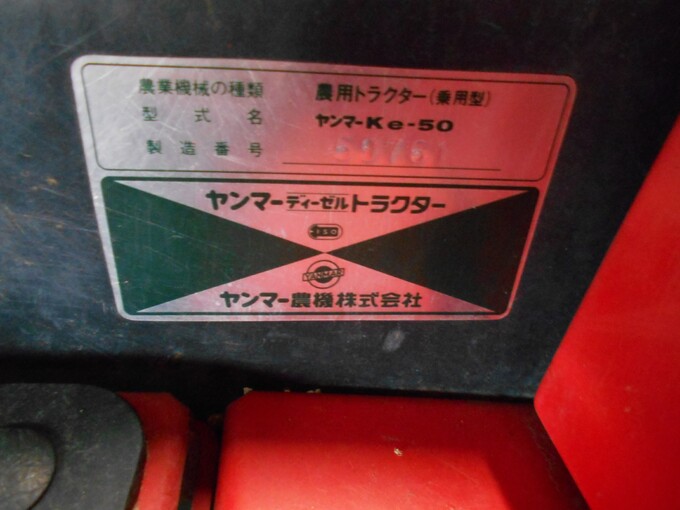 農業機械の種類 農用トラクター(乗用型)
型式名 ヤンマーKe-50
製造番号
ヤンマーディーゼルトラクター
YANMAR
ヤンマー農機株式会社